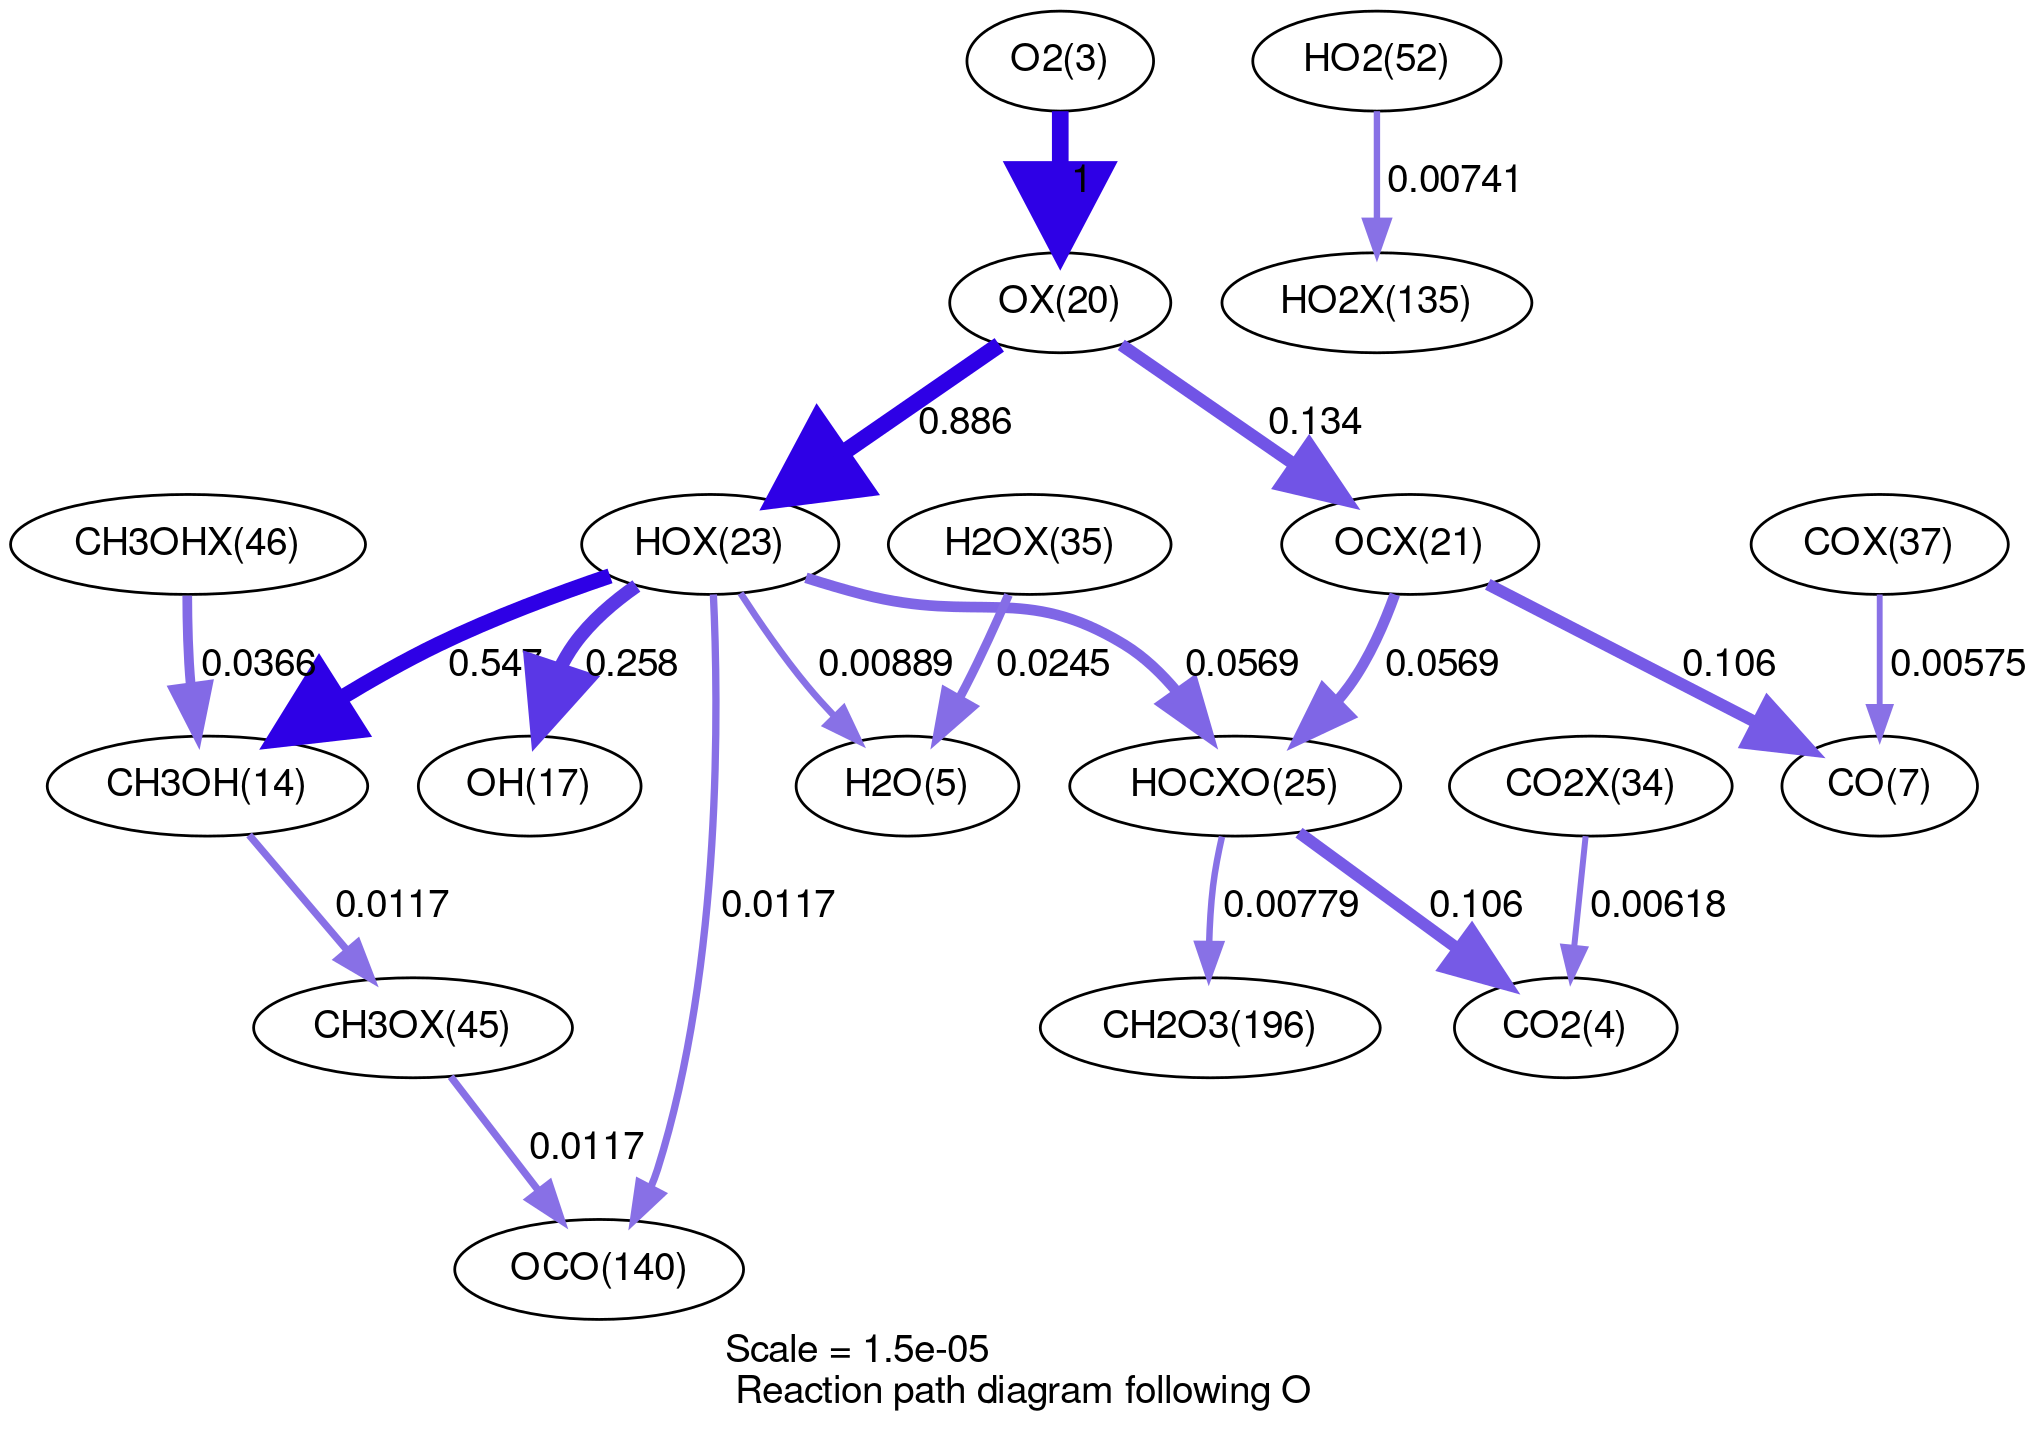 O2(3)
HO2(52)
1
0.00741
OX(20)
HO2X(135)
0.886
0.134
CH3OHX(46)
HOX(23)
H2OX(35)
OCX(21)
COX(37)
0.0366
0.547
0.258
0.00889
0.0245
0.0569
0.0569
0.106
0.00575
CH3OH(14)
OH(17)
H2O(5)
HOCXO(25)
CO2X(34)
CO(7)
0.0117
0.0117
0.00779
0.106
0.00618
CH3OX(45)
CH2O3(196)
CO2(4)
0.0117
OCO(140)
Scale = 1.5e-05
Reaction path diagram following O